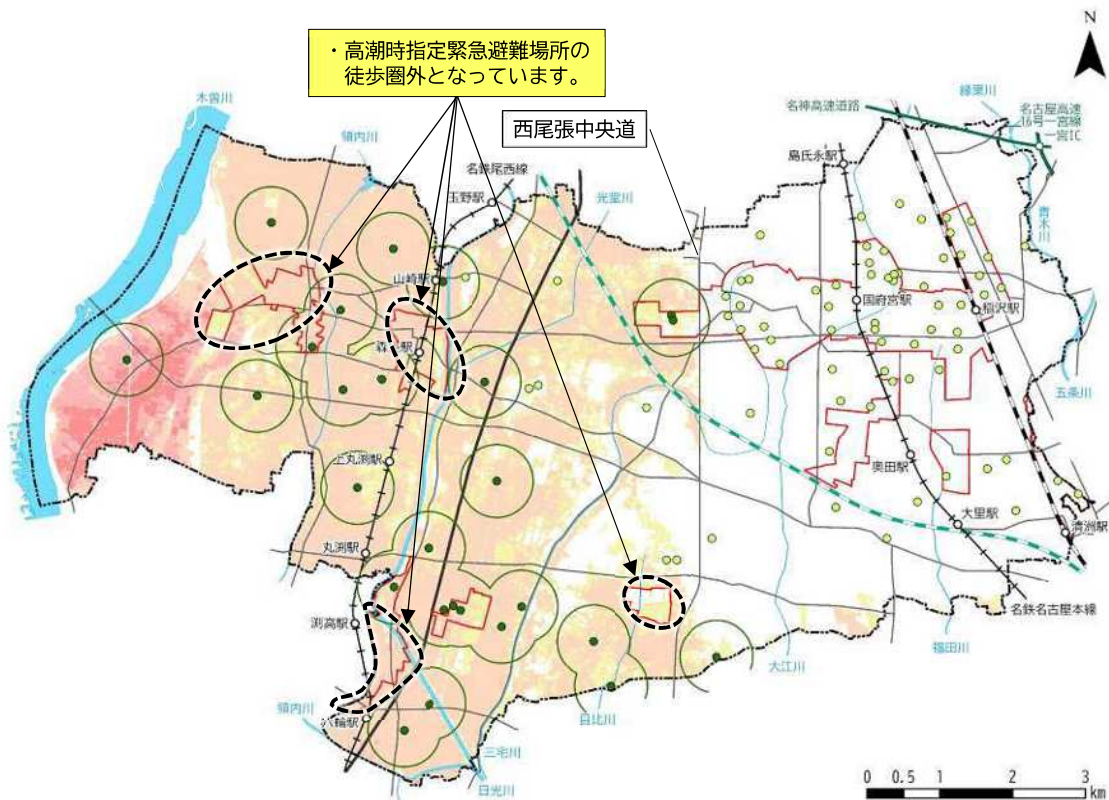 ・高潮時指定緊急避難場所の
徒歩圏外となっています。
西尾張中央道
N
木曽川
領内川
名鉄尾西線
玉野駅
光堂川
名神高速道路
縁葉川
名古屋高速
16号一宮線
一宮IC
島氏永駅
青木川
山崎駅
国府宮駅
稲沢駅
五条川
上丸渕駅
奥田駅
大里駅
清洲駅
丸渕駅
渕高駅
名鉄名古屋本線
福田川
大江川
領内川
六輪駅
日比川
三宅川
日光川
0 0.5 1 2 3
km